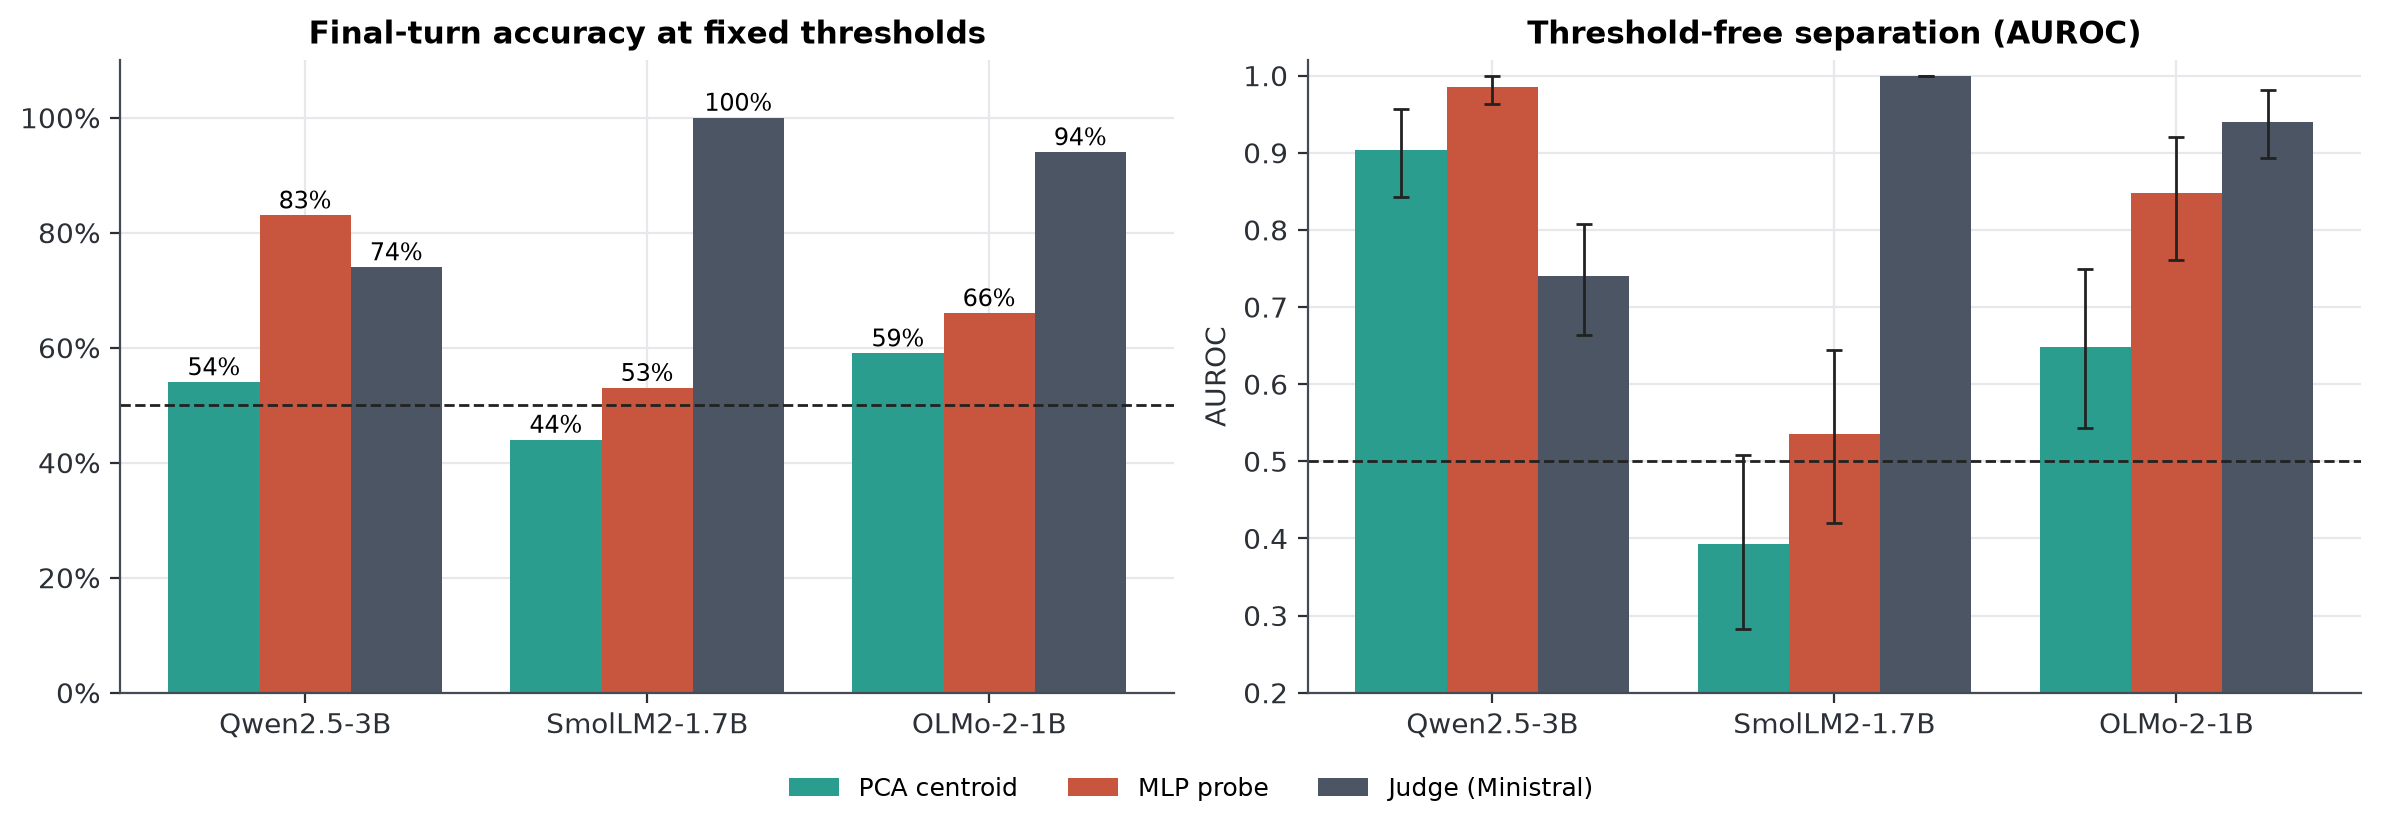 Final-turn accuracy at fixed thresholds
100%
80%
60%
40%
20%
0%
54%
83%
74%
44%
53%
100%
59%
66%
94%
Qwen2.5-3B
SmolLM2-1.7B
OLMo-2-1B
Threshold-free separation (AUROC)
AUROC
1.0
0.9
0.8
0.7
0.6
0.5
0.4
0.3
0.2
Qwen2.5-3B
SmolLM2-1.7B
OLMo-2-1B
PCA centroid
MLP probe
Judge (Ministral)